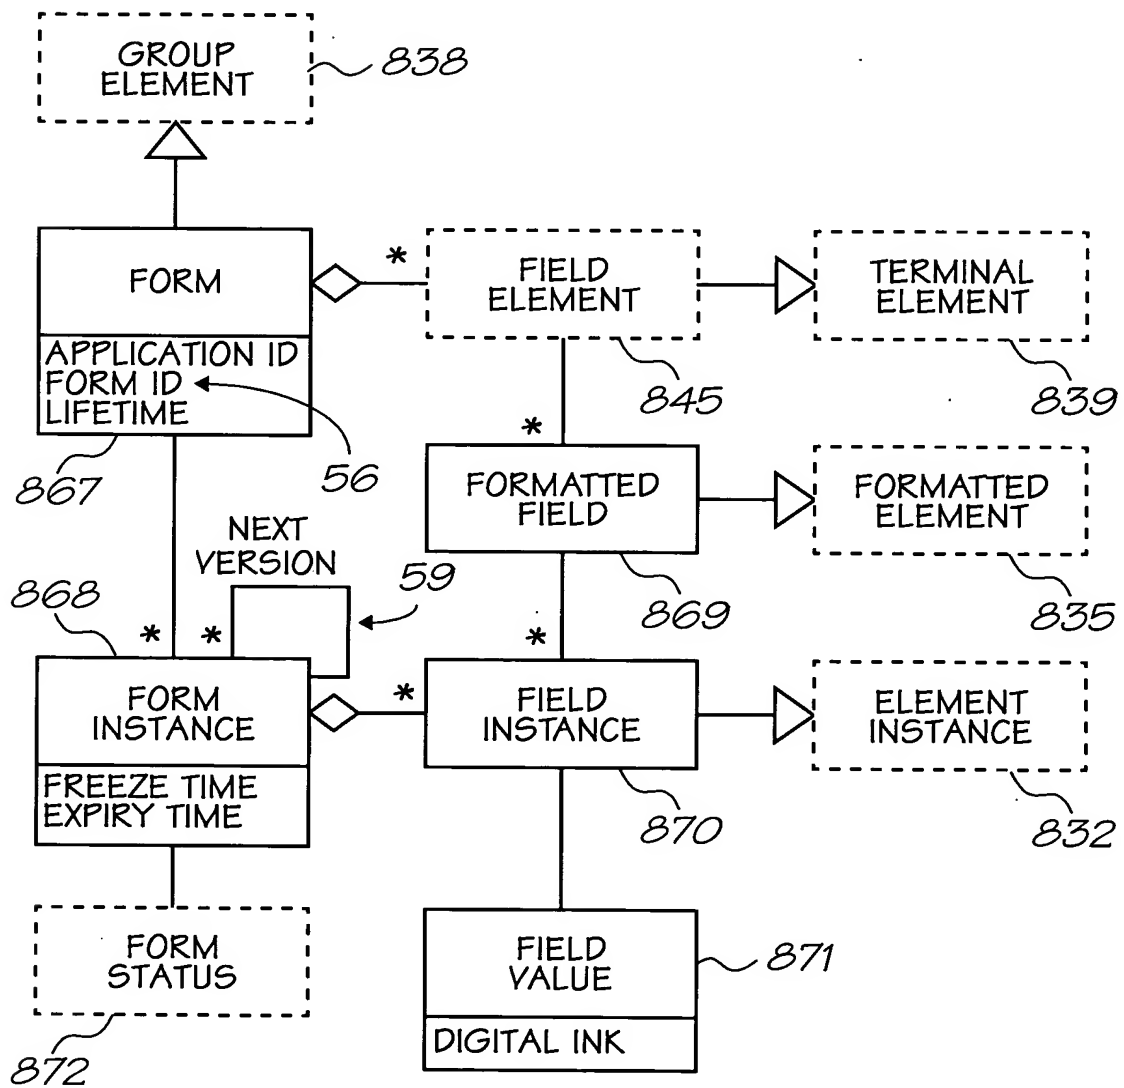 GROUP
ELEMENT
838
FORM
*
FIELD
ELEMENT
TERMINAL
ELEMENT
APPLICATION ID
FORM ID
LIFETIME
845
839
867
56
*
FORMATTED
FIELD
FORMATTED
ELEMENT
NEXT
VERSION
59
868
869
835
*
*
*
FORM
INSTANCE
*
FIELD
INSTANCE
ELEMENT
INSTANCE
FREEZE TIME
EXPIRY TIME
870
832
FORM
STATUS
FIELD
VALUE
871
DIGITAL INK
872